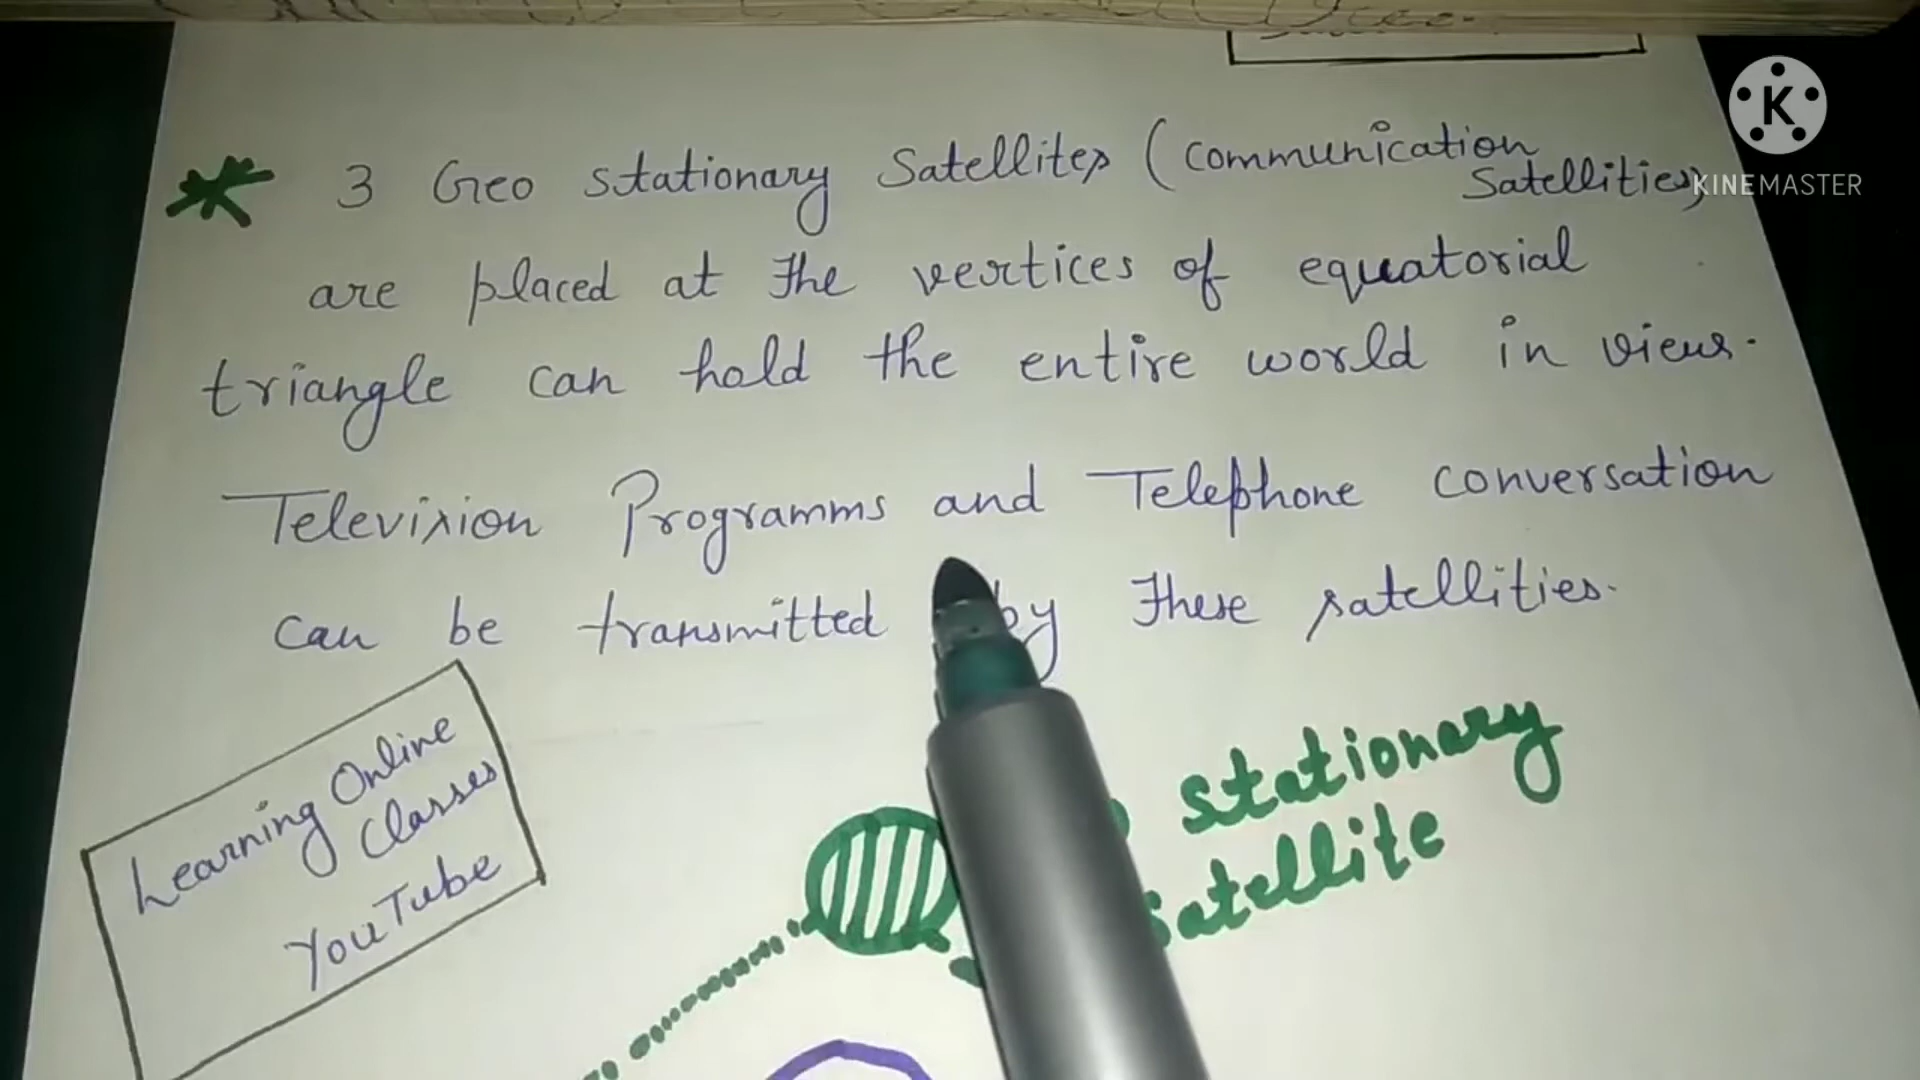 K
KINEMASTER
3 Geo stationary Satellites (communication
Satellities)
are placed at the vertices of equatorial
triangle can hold the entire world in view.
Television Programms and Telephone conversation
can be transmitted by these satellities.
Learning Online
Classes
YouTube
stationary
satellite